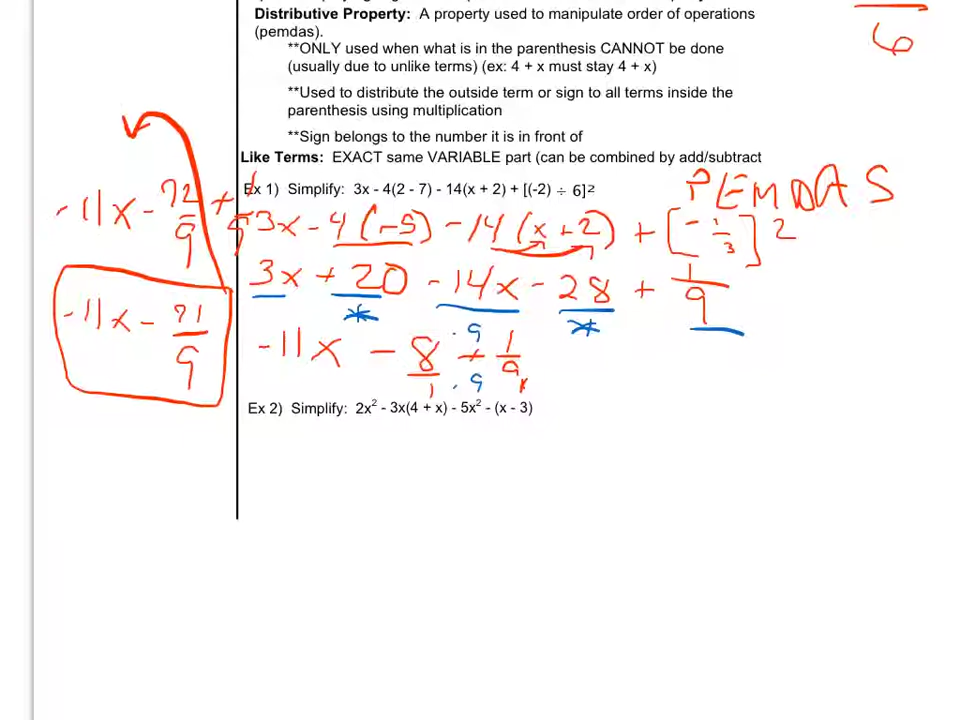 Distributive Property: A property used to manipulate order of operations
(pemdas).
**ONLY used when what is in the parenthesis CANNOT be done
(usually due to unlike terms) (ex: 4 + x must stay 4 + x)
**Used to distribute the outside term or sign to all terms inside the
parenthesis using multiplication
**Sign belongs to the number it is in front of
Like Terms: EXACT same VARIABLE part (can be combined by add/subtract
Ex 1) Simplify: 3x - 4(2 - 7) - 14(x + 2) + [(-2) ÷ 6]2
PEMDAS
3x - 4(-5) - 14(x + 2) + [-1/3]2
3x + 20 - 14x - 28 + 1/9
-11x - 8/1 + 1/9
· 9
· 9
-11x - 72/9 + 1/9
-11x - 71/9
Ex 2) Simplify: 2x² - 3x(4 + x) - 5x² - (x - 3)
6